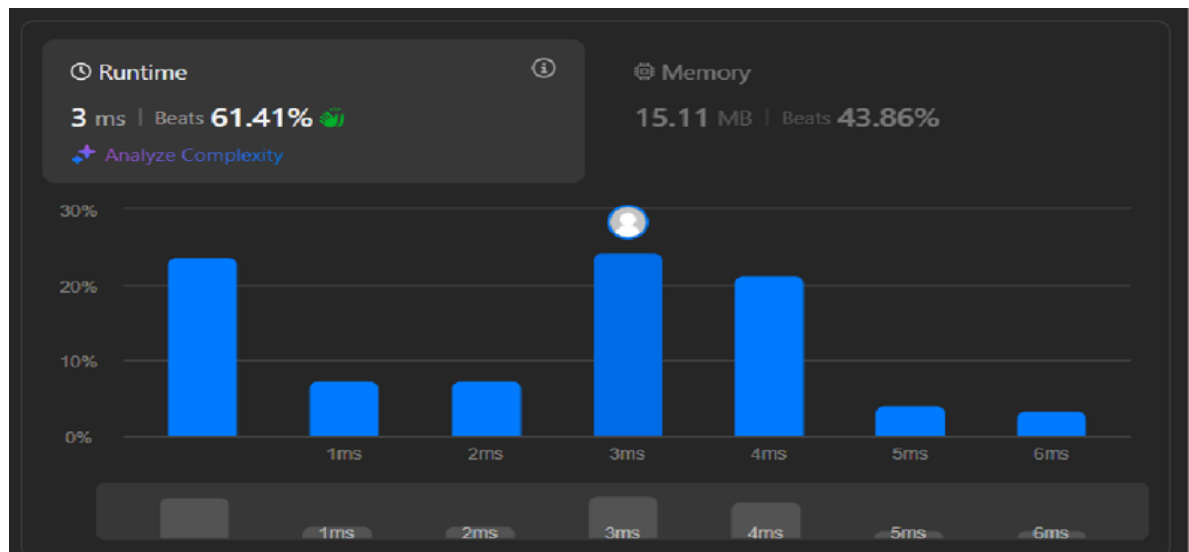 Runtime
3 ms | Beats 61.41%
Analyze Complexity
Memory
15.11 MB | Beats 43.86%
30%
20%
10%
0%
1ms 2ms 3ms 4ms 5ms 6ms
1ms 2ms 3ms 4ms 5ms 6ms